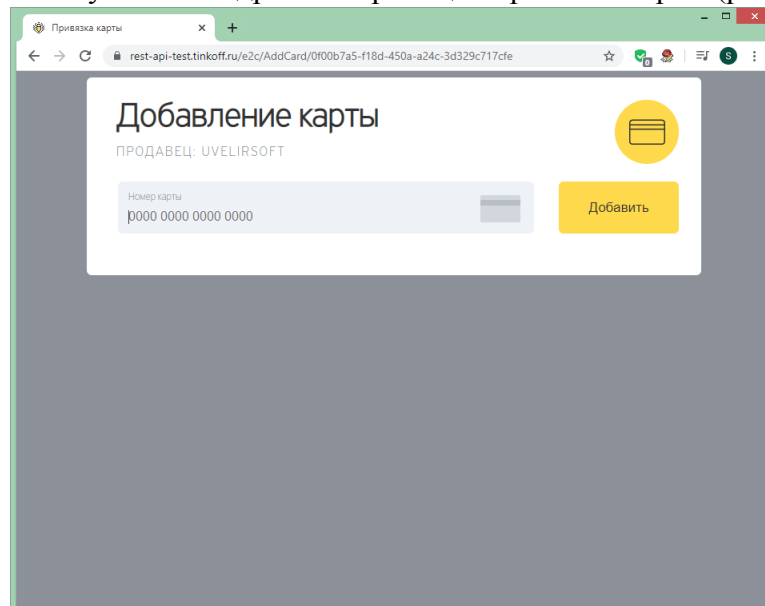 Привязка карты
rest-api-test.tinkoff.ru/e2c/AddCard/0f00b7a5-f18d-450a-a24c-3d329c717cfe
0
S
Добавление карты
ПРОДАВЕЦ: UVELIRSOFT
Номер карты
0000 0000 0000 0000
Добавить